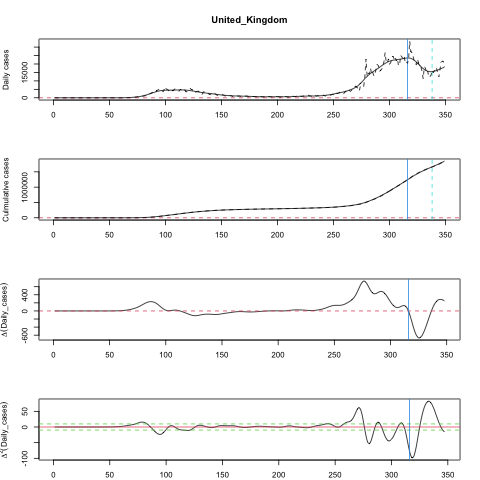 United_Kingdom
Daily cases
0 15000
0 50 100 150 200 250 300 350
Culmulative cases
0 1000000
0 50 100 150 200 250 300 350
Δ(Daily_cases)
-600 0 400
0 50 100 150 200 250 300 350
Δ²(Daily_cases)
-100 0 50
0 50 100 150 200 250 300 350